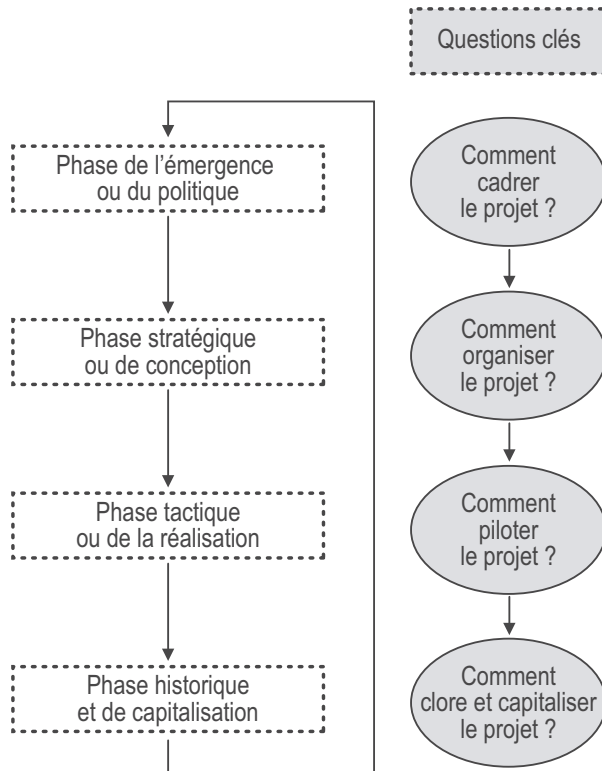 Questions clés
Phase de l’émergence
ou du politique
Comment
cadrer
le projet ?
Phase stratégique
ou de conception
Comment
organiser
le projet ?
Phase tactique
ou de la réalisation
Comment
piloter
le projet ?
Phase historique
et de capitalisation
Comment
clore et capitaliser
le projet ?